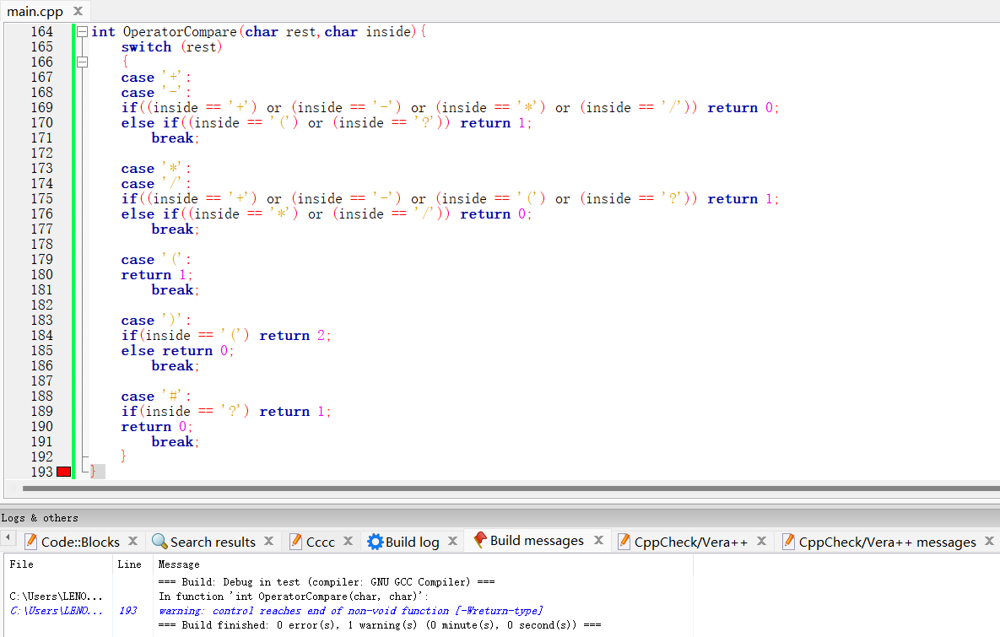 main.cpp
164 int OperatorCompare(char rest,char inside){
165 switch (rest)
166 {
167 case '+':
168 case '-':
169 if((inside == '+') or (inside == '-') or (inside == '*') or (inside == '/')) return 0;
170 else if((inside == '(') or (inside == '?')) return 1;
171 break;
172
173 case '*':
174 case '/':
175 if((inside == '+') or (inside == '-') or (inside == '(') or (inside == '?')) return 1;
176 else if((inside == '*') or (inside == '/')) return 0;
177 break;
178
179 case '(':
180 return 1;
181 break;
182
183 case ')':
184 if(inside == '(') return 2;
185 else return 0;
186 break;
187
188 case '#':
189 if(inside == '?') return 1;
190 return 0;
191 break;
192 }
193 }
Logs & others
Code::Blocks Search results Cccc Build log Build messages CppCheck/Vera++ CppCheck/Vera++ messages
File Line Message
=== Build: Debug in test (compiler: GNU GCC Compiler) ===
C:\Users\LENO... In function 'int OperatorCompare(char, char)':
C:\Users\LENO... 193 warning: control reaches end of non-void function [-Wreturn-type]
=== Build finished: 0 error(s), 1 warning(s) (0 minute(s), 0 second(s)) ===